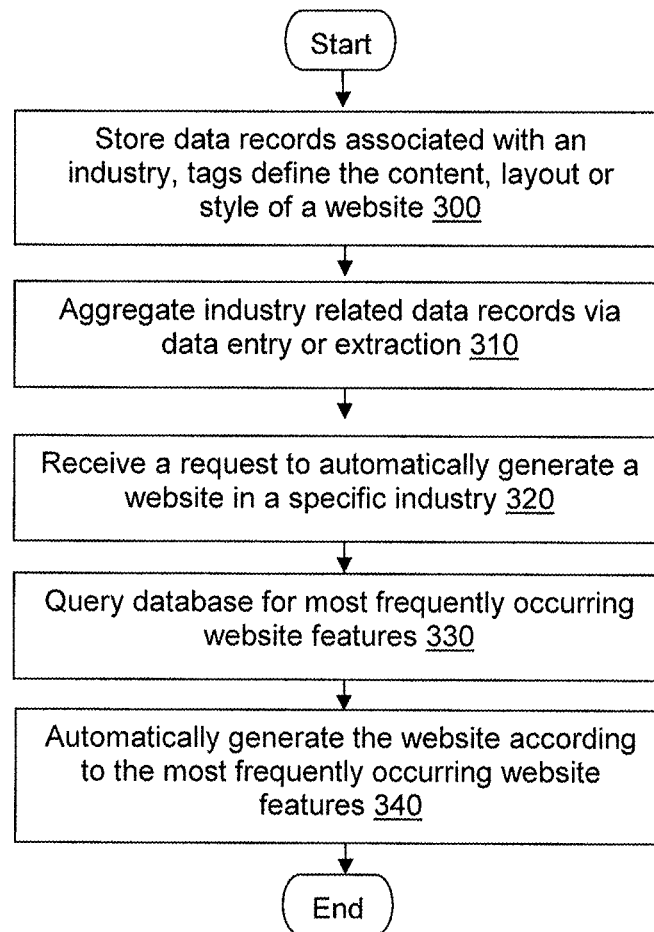 Start
Store data records associated with an
industry, tags define the content, layout or
style of a website 300
Aggregate industry related data records via
data entry or extraction 310
Receive a request to automatically generate a
website in a specific industry 320
Query database for most frequently occurring
website features 330
Automatically generate the website according
to the most frequently occurring website
features 340
End